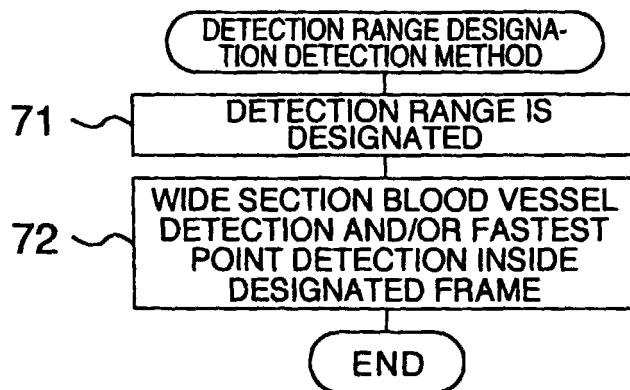 DETECTION RANGE DESIGNA-
TION DETECTION METHOD
71
DETECTION RANGE IS
DESIGNATED
72
WIDE SECTION BLOOD VESSEL
DETECTION AND/OR FASTEST
POINT DETECTION INSIDE
DESIGNATED FRAME
END